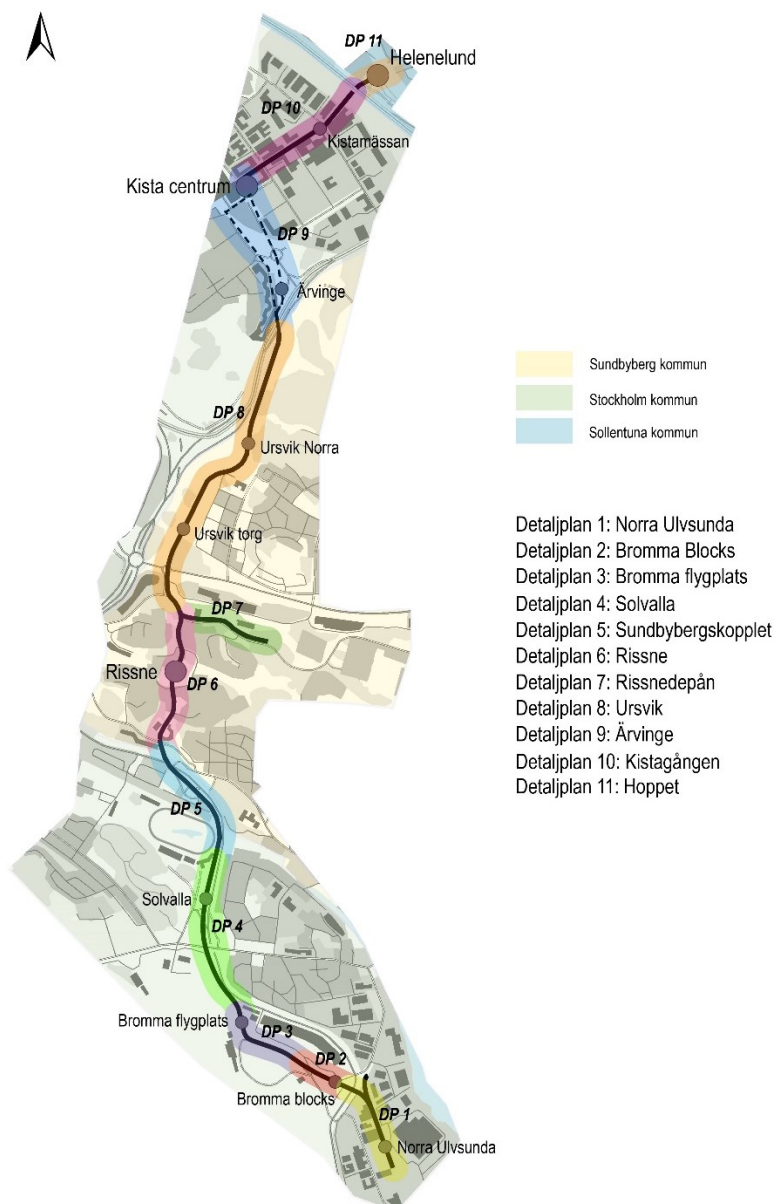 DP 11
Helenelund
DP 10
Kistamässan
Kista centrum
DP 9
Ärvinge
DP 8
Ursvik Norra
Ursvik torg
DP 7
Rissne
DP 6
DP 5
Solvalla
DP 4
Bromma flygplats
DP 3
DP 2
Bromma blocks
DP 1
Norra Ulvsunda
Sundbyberg kommun
Stockholm kommun
Sollentuna kommun
Detaljplan 1: Norra Ulvsunda
Detaljplan 2: Bromma Blocks
Detaljplan 3: Bromma flygplats
Detaljplan 4: Solvalla
Detaljplan 5: Sundbybergskopplet
Detaljplan 6: Rissne
Detaljplan 7: Rissnedepån
Detaljplan 8: Ursvik
Detaljplan 9: Ärvinge
Detaljplan 10: Kistagången
Detaljplan 11: Hoppet